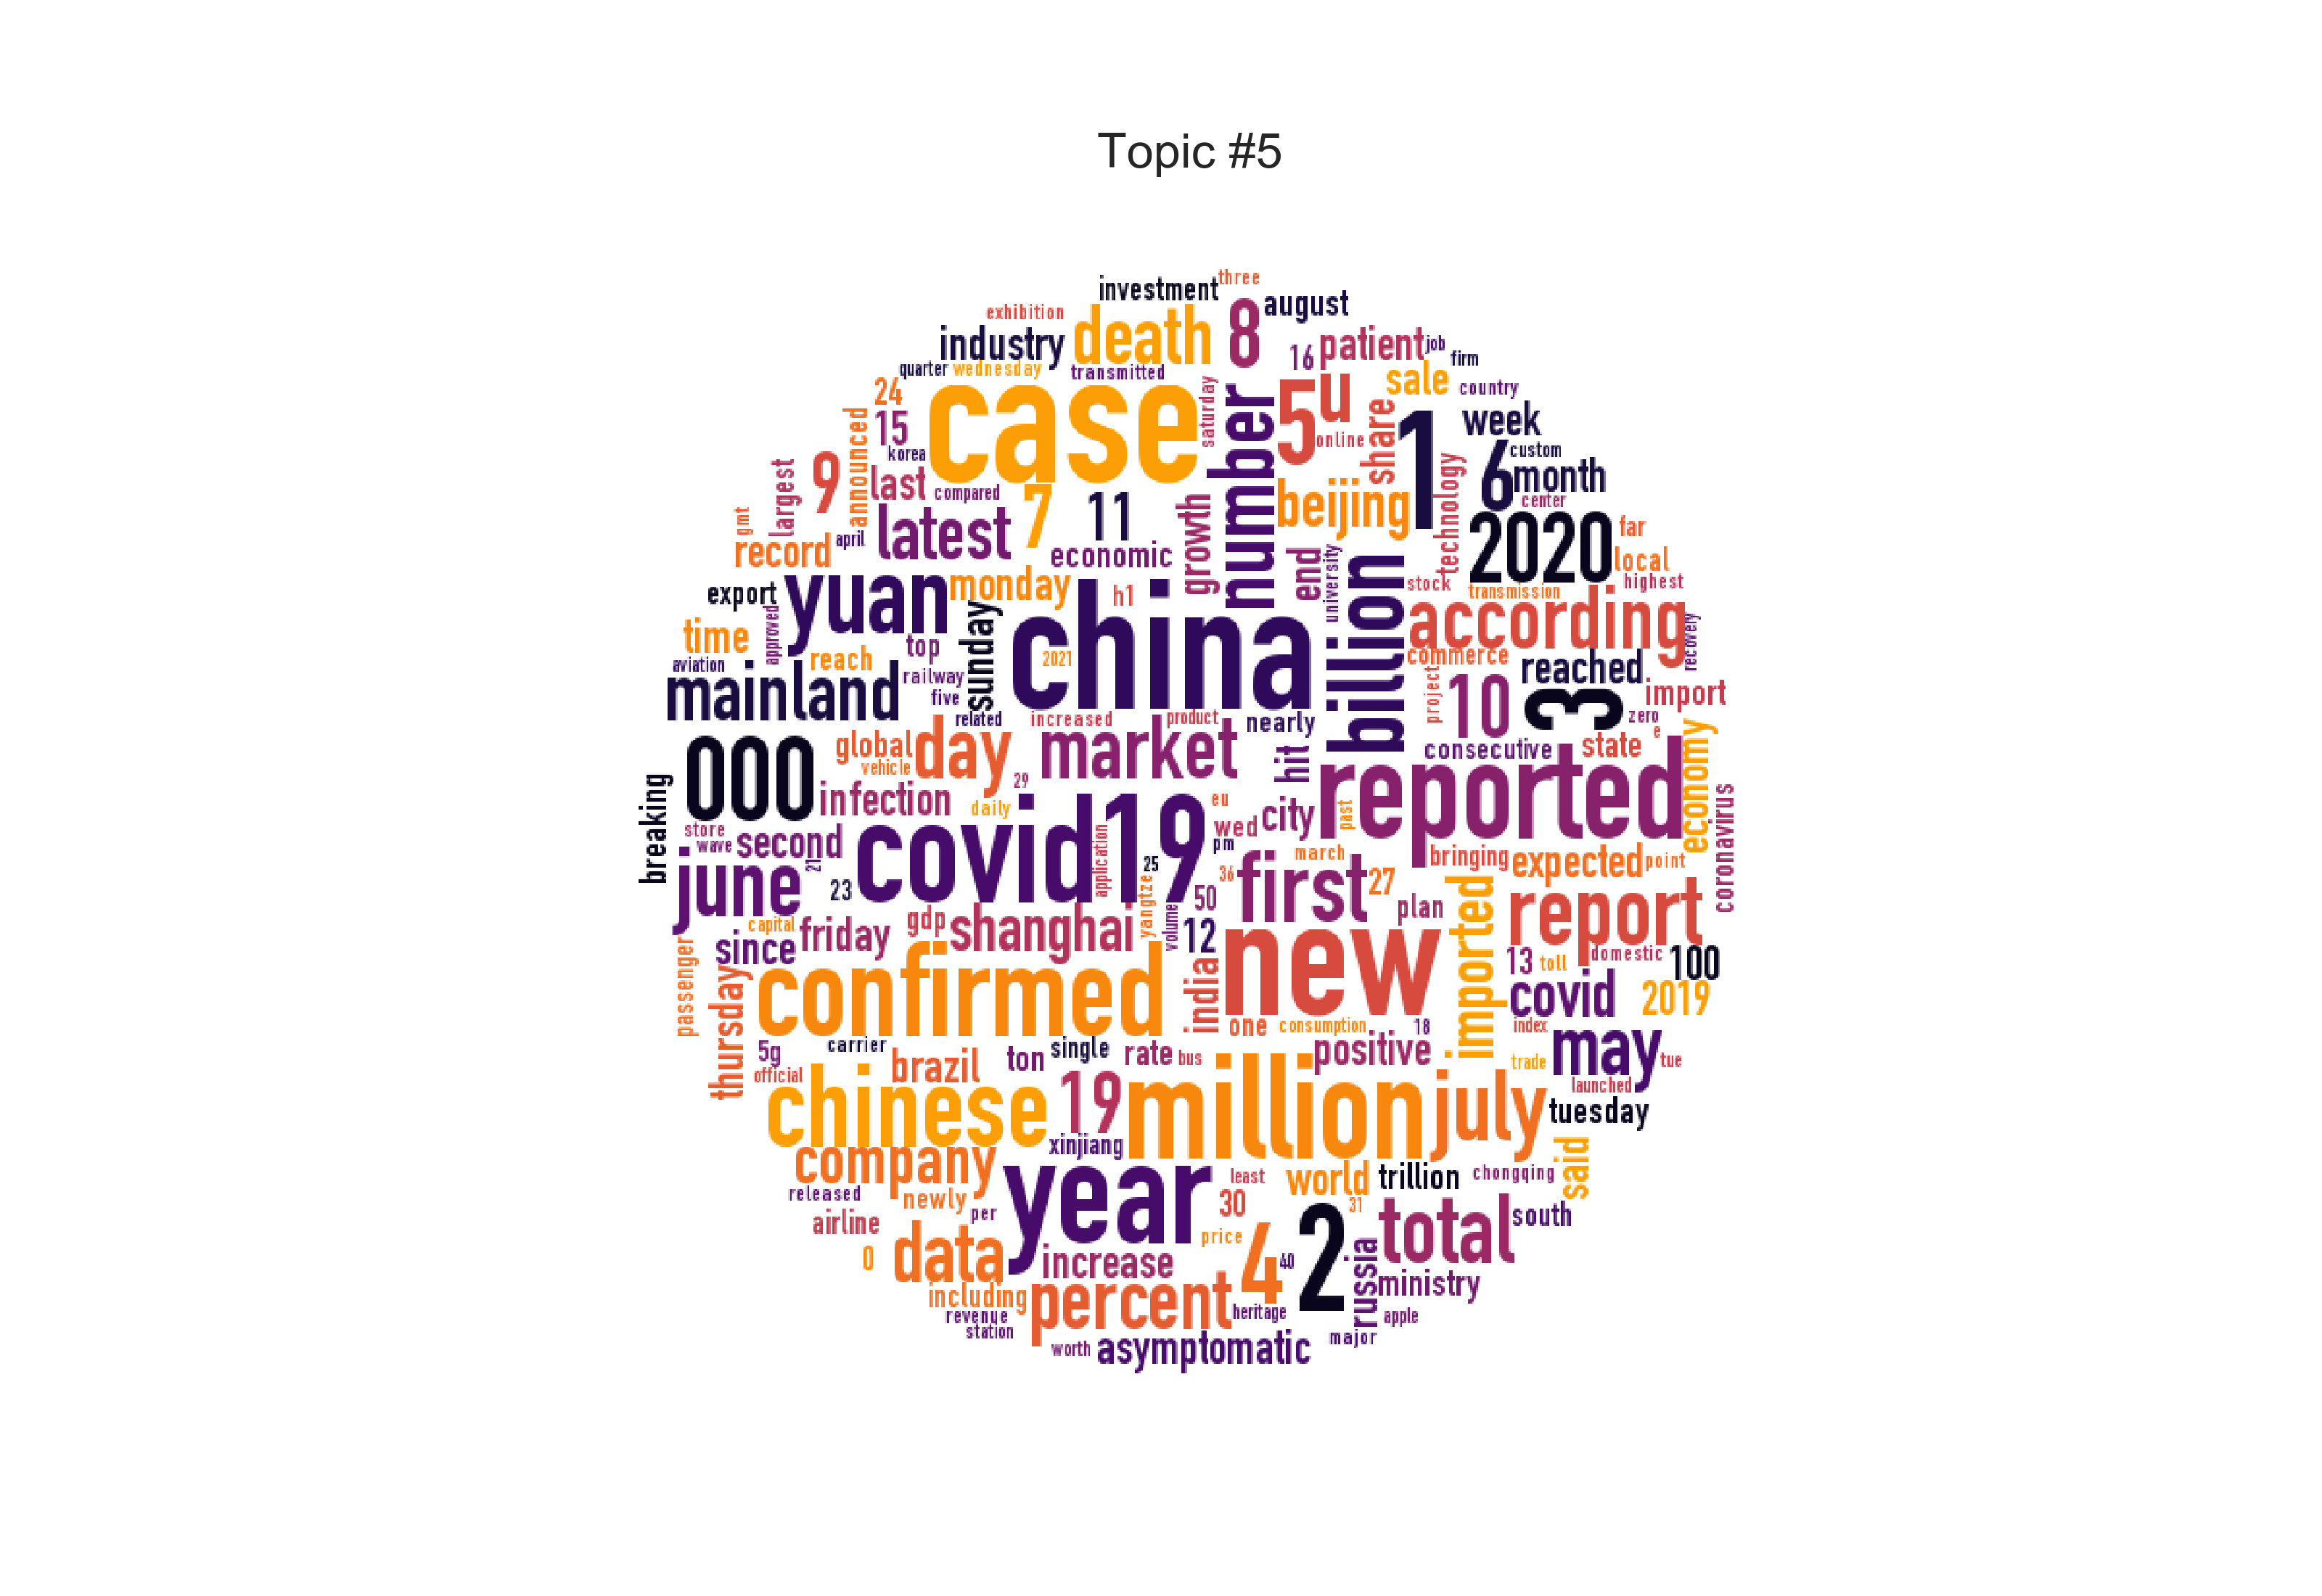 Topic #5
three
investment
august
exhibition
death
8
industry
16
patient
job
firm
quarter
wednesday
transmitted
5
u
sale
country
24
case
saturday
number
share
1
week
15
announced
online
korea
6
custom
largest
9
last
compared
beijing
technology
month
center
gmt
latest
7
11
growth
2020
far
record
april
economic
end
university
billion
local
yuan
monday
stock
highest
export
h1
china
transmission
according
time
approved
sunday
recovery
aviation
reach
top
2021
commerce
reached
mainland
railway
project
10
3
import
five
related
increased
product
nearly
zero
e
000
global
day
market
hit
consecutive
state
economy
vehicle
29
reported
breaking
infection
daily
covid19
eu
past
coronavirus
store
wed
city
wave
second
application
pm
march
bringing
expected
point
june
21
23
25
36
first
27
yangtze
50
plan
imported
report
capital
friday
gdp
shanghai
volume
12
since
passenger
thursday
confirmed
india
new
13
toll
domestic
100
covid
2019
one
consumption
18
index
5g
carrier
ton
single
rate
bus
positive
may
tue
official
brazil
trade
launched
chinese
19
million
july
tuesday
xinjiang
company
year
least
world
trillion
chongqing
said
released
newly
per
30
31
airline
2
total
south
0
data
increase
price
4
40
russia
ministry
including
percent
heritage
revenue
apple
station
worth
asymptomatic
major